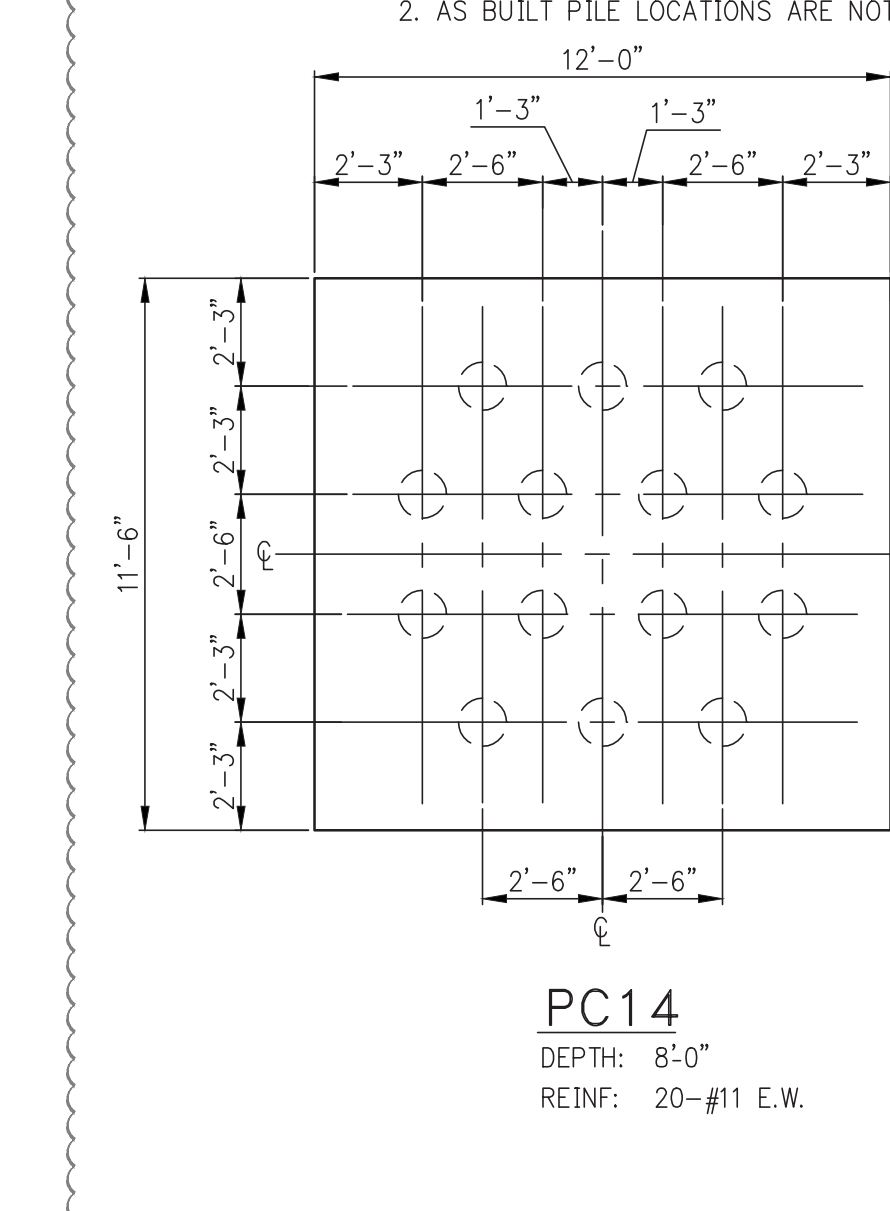 2. AS BUILT PILE LOCATIONS ARE NOT
12'-0"
1'-3" 1'-3"
2'-3" 2'-6" 2'-6" 2'-3"
2'-3"
2'-3"
2'-6"
2'-3"
2'-3"
11'-6"
℄
2'-6" 2'-6"
℄
PC14
DEPTH: 8'-0"
REINF: 20-#11 E.W.